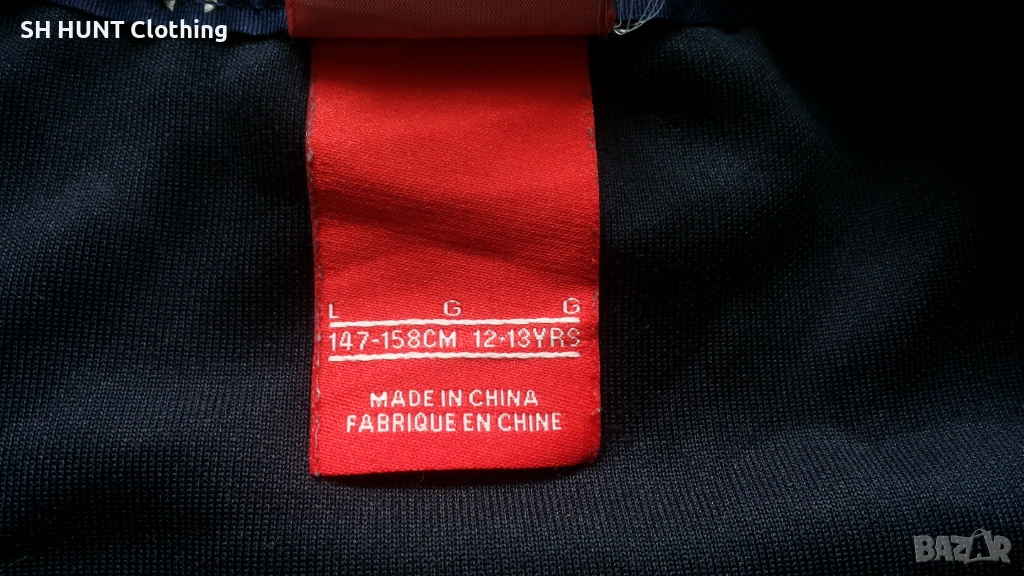 SH HUNT Clothing
L G G
147-158CM 12-13YRS
MADE IN CHINA
FABRIQUE EN CHINE
BAZAR